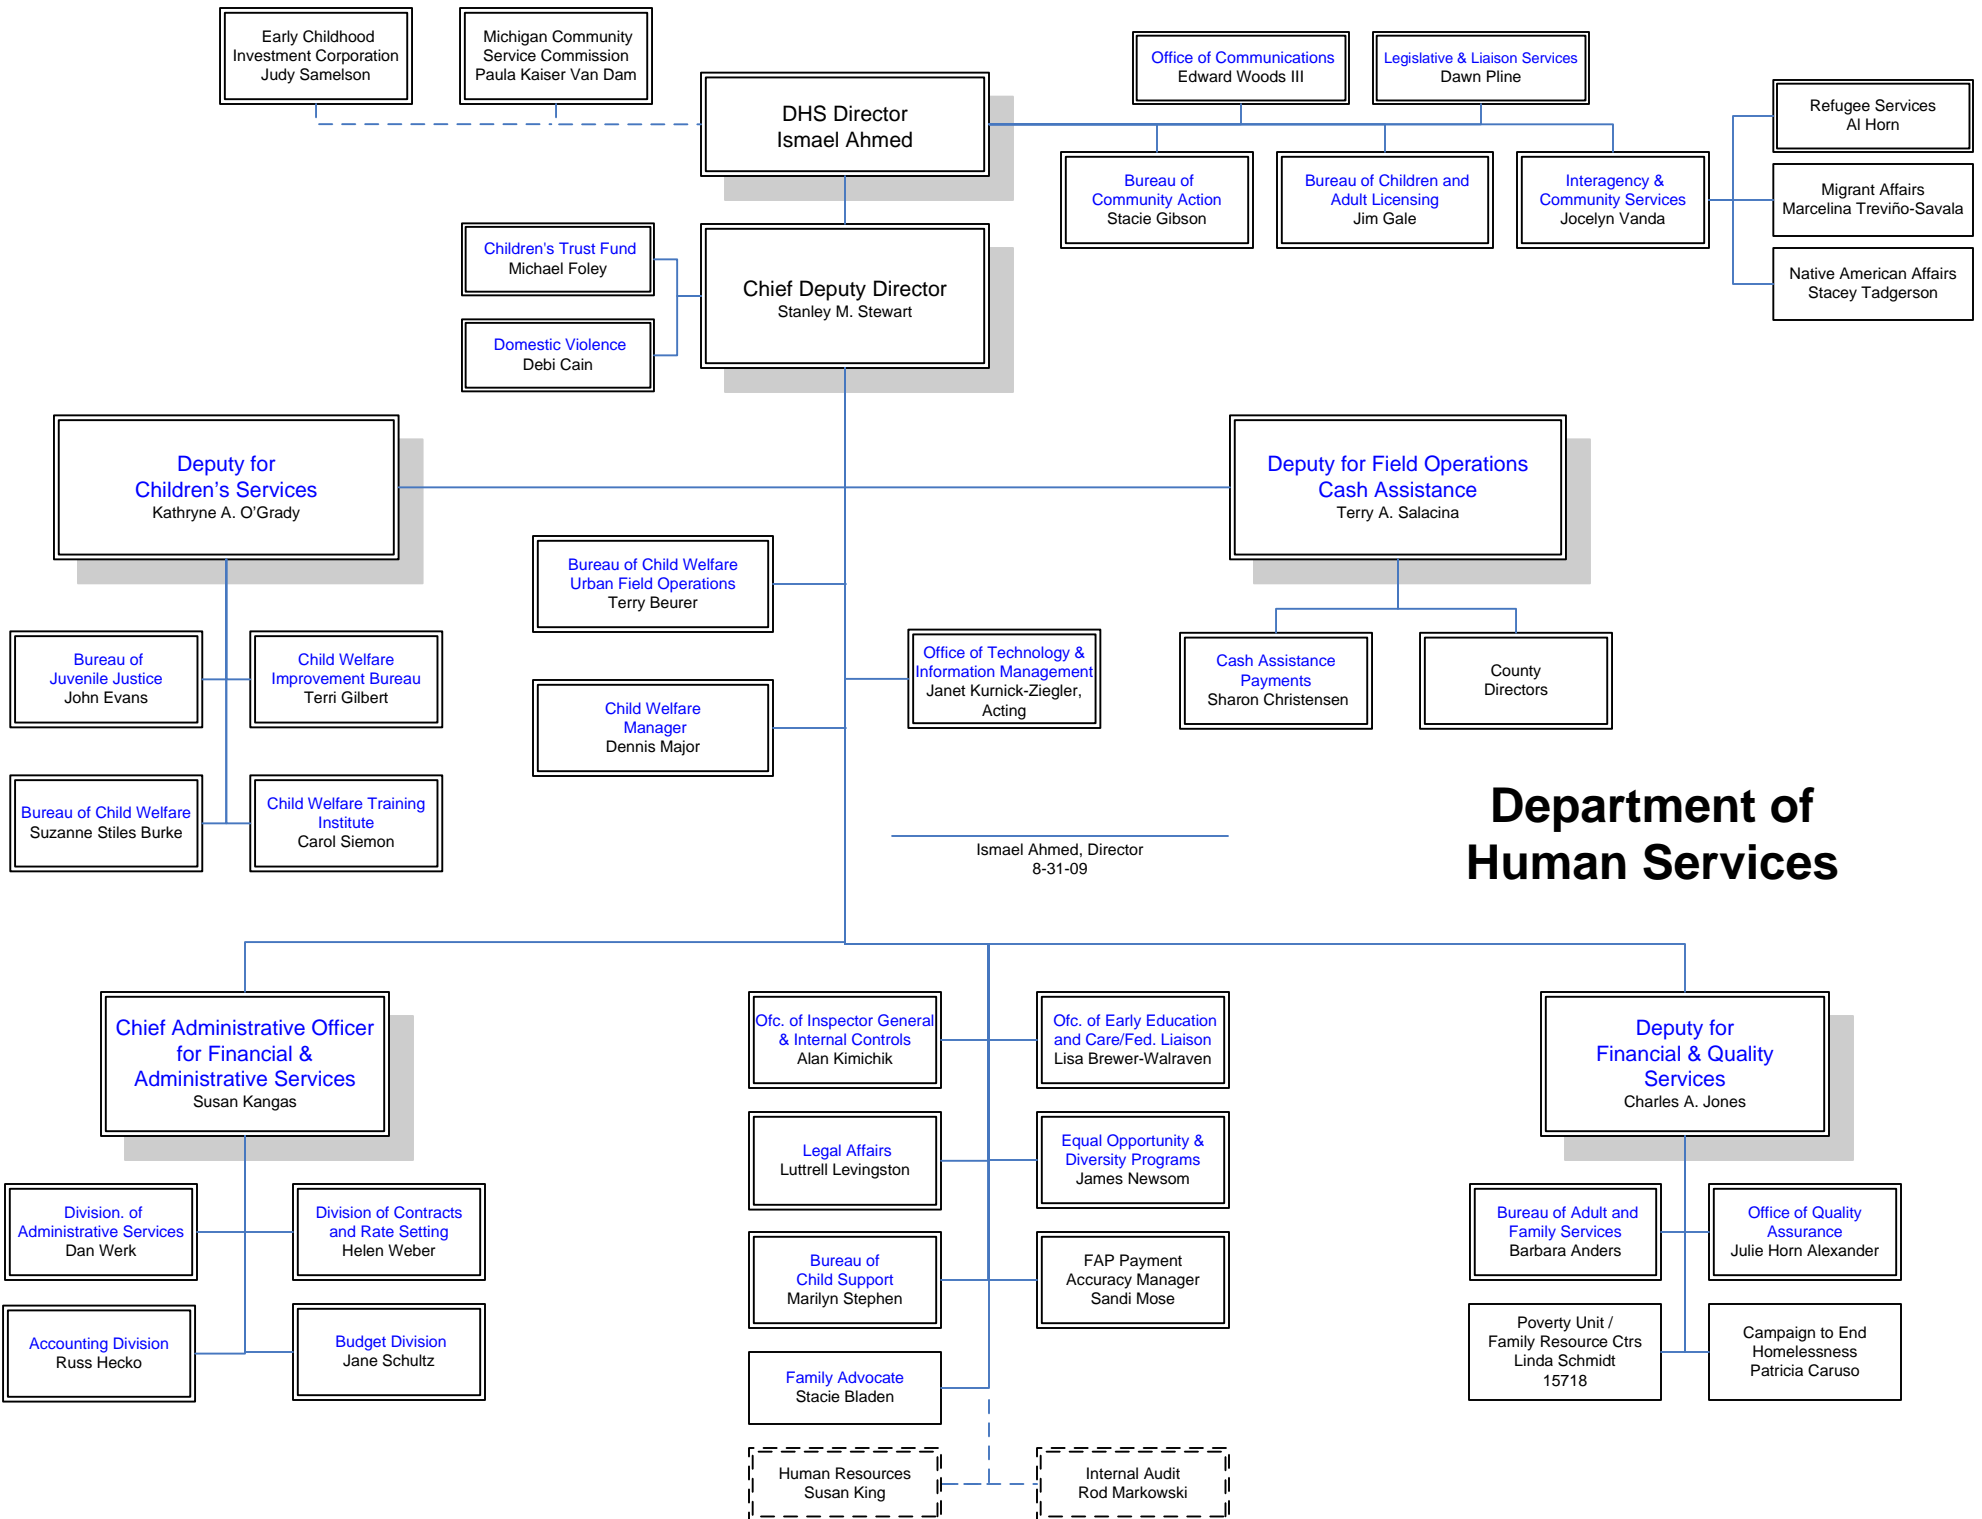 Early Childhood
Investment Corporation
Judy Samelson
Michigan Community
Service Commission
Paula Kaiser Van Dam
DHS Director
Ismael Ahmed
Office of Communications
Edward Woods III
Legislative & Liaison Services
Dawn Pline
Refugee Services
Al Horn
Bureau of
Community Action
Stacie Gibson
Bureau of Children and
Adult Licensing
Jim Gale
Interagency &
Community Services
Jocelyn Vanda
Migrant Affairs
Marcelina Treviño-Savala
Native American Affairs
Stacey Tadgerson
Children's Trust Fund
Michael Foley
Chief Deputy Director
Stanley M. Stewart
Domestic Violence
Debi Cain
Deputy for
Children’s Services
Kathryne A. O’Grady
Deputy for Field Operations
Cash Assistance
Terry A. Salacina
Bureau of Child Welfare
Urban Field Operations
Terry Beurer
Bureau of
Juvenile Justice
John Evans
Child Welfare
Improvement Bureau
Terri Gilbert
Child Welfare
Manager
Dennis Major
Office of Technology &
Information Management
Janet Kurnick-Ziegler,
Acting
Cash Assistance
Payments
Sharon Christensen
County
Directors
Bureau of Child Welfare
Suzanne Stiles Burke
Child Welfare Training
Institute
Carol Siemon
Ismael Ahmed, Director
8-31-09
Department of
Human Services
Chief Administrative Officer
for Financial &
Administrative Services
Susan Kangas
Ofc. of Inspector General
& Internal Controls
Alan Kimichik
Ofc. of Early Education
and Care/Fed. Liaison
Lisa Brewer-Walraven
Deputy for
Financial & Quality
Services
Charles A. Jones
Legal Affairs
Luttrell Levingston
Equal Opportunity &
Diversity Programs
James Newsom
Division. of
Administrative Services
Dan Werk
Division of Contracts
and Rate Setting
Helen Weber
Bureau of
Child Support
Marilyn Stephen
FAP Payment
Accuracy Manager
Sandi Mose
Bureau of Adult and
Family Services
Barbara Anders
Office of Quality
Assurance
Julie Horn Alexander
Accounting Division
Russ Hecko
Budget Division
Jane Schultz
Family Advocate
Stacie Bladen
Poverty Unit /
Family Resource Ctrs
Linda Schmidt
15718
Campaign to End
Homelessness
Patricia Caruso
Human Resources
Susan King
Internal Audit
Rod Markowski